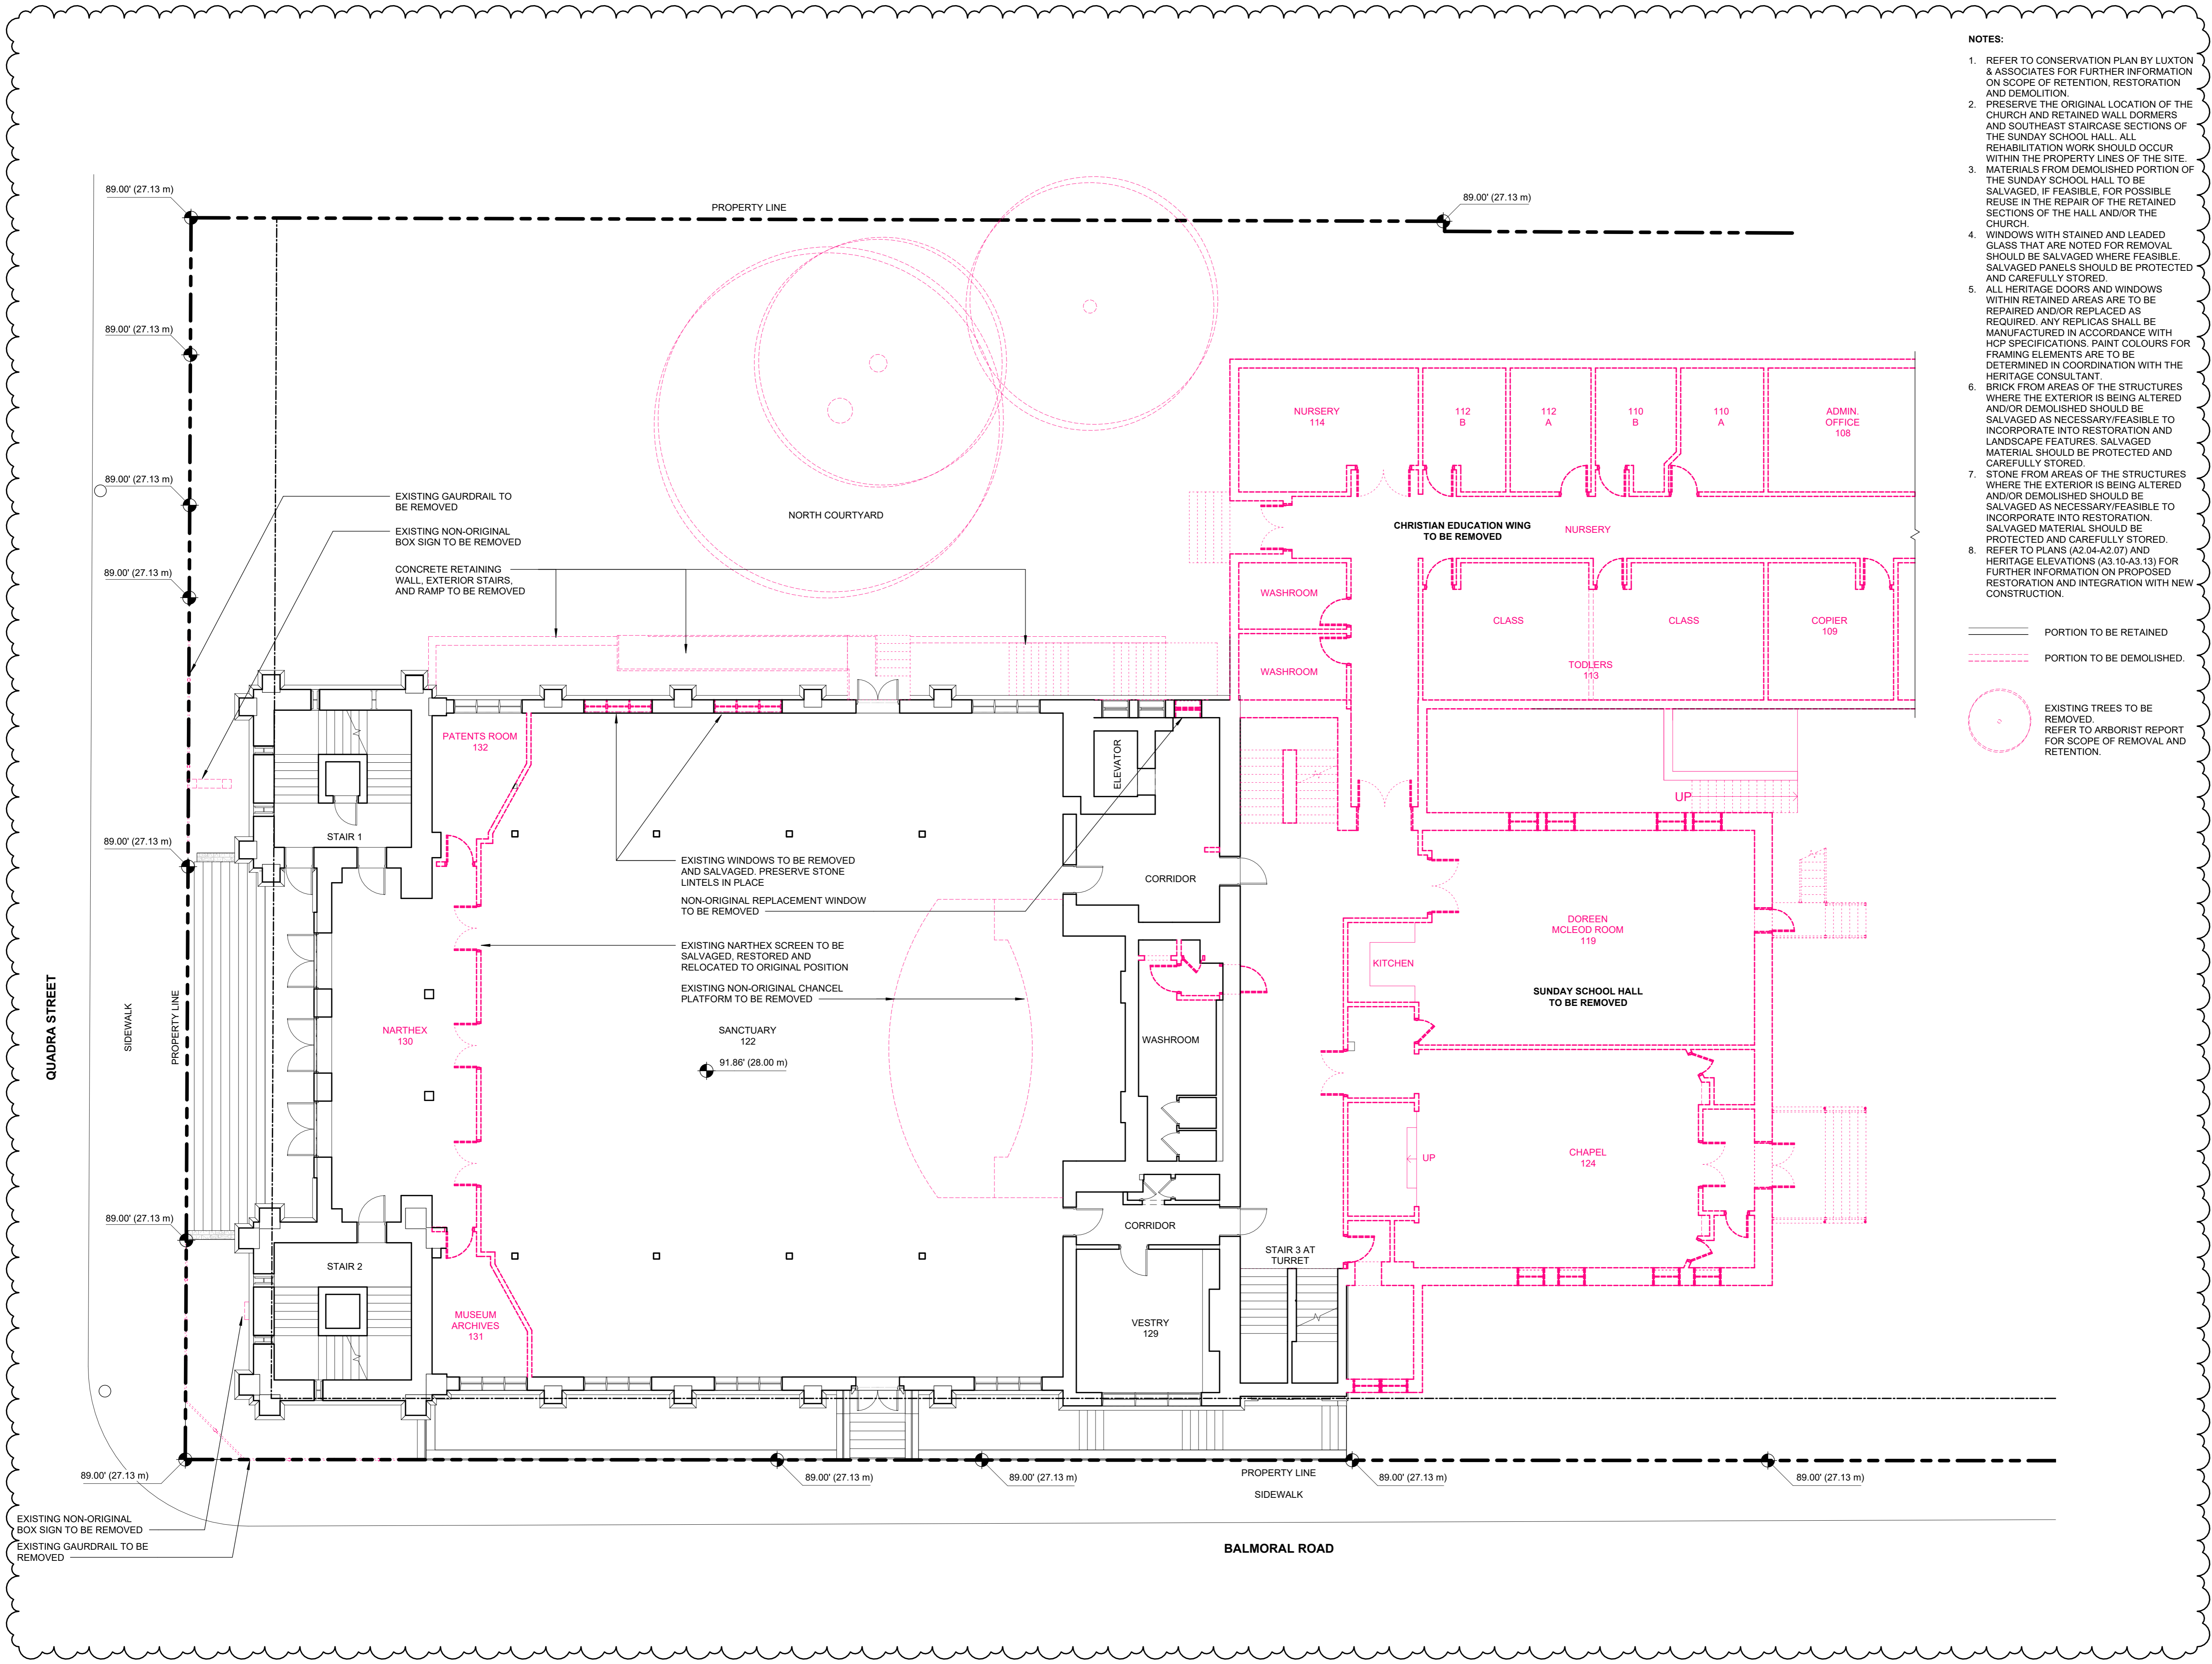 NOTES:
1. REFER TO CONSERVATION PLAN BY LUXTON
& ASSOCIATES FOR FURTHER INFORMATION
ON SCOPE OF RETENTION, RESTORATION
AND DEMOLITION.
2. PRESERVE THE ORIGINAL LOCATION OF THE
CHURCH AND RETAINED WALL DORMERS
AND SOUTHEAST STAIRCASE SECTIONS OF
THE SUNDAY SCHOOL HALL. ALL
REHABILITATION WORK SHOULD OCCUR
WITHIN THE PROPERTY LINES OF THE SITE.
3. MATERIALS FROM DEMOLISHED PORTION OF
THE SUNDAY SCHOOL HALL TO BE
SALVAGED, IF FEASIBLE, FOR POSSIBLE
REUSE IN THE REPAIR OF THE RETAINED
SECTIONS OF THE HALL AND/OR THE
CHURCH.
4. WINDOWS WITH STAINED AND LEADED
GLASS THAT ARE NOTED FOR REMOVAL
SHOULD BE SALVAGED WHERE FEASIBLE.
SALVAGED PANELS SHOULD BE PROTECTED
AND CAREFULLY STORED.
5. ALL HERITAGE DOORS AND WINDOWS
WITHIN RETAINED AREAS ARE TO BE
REPAIRED AND/OR REPLACED AS
REQUIRED. ANY REPLICAS SHALL BE
MANUFACTURED IN ACCORDANCE WITH
HCP SPECIFICATIONS. PAINT COLOURS FOR
FRAMING ELEMENTS ARE TO BE
DETERMINED IN COORDINATION WITH THE
HERITAGE CONSULTANT.
6. BRICK FROM AREAS OF THE STRUCTURES
WHERE THE EXTERIOR IS BEING ALTERED
AND/OR DEMOLISHED SHOULD BE
SALVAGED AS NECESSARY/FEASIBLE TO
INCORPORATE INTO RESTORATION AND
LANDSCAPE FEATURES. SALVAGED
MATERIAL SHOULD BE PROTECTED AND
CAREFULLY STORED.
7. STONE FROM AREAS OF THE STRUCTURES
WHERE THE EXTERIOR IS BEING ALTERED
AND/OR DEMOLISHED SHOULD BE
SALVAGED AS NECESSARY/FEASIBLE TO
INCORPORATE INTO RESTORATION.
SALVAGED MATERIAL SHOULD BE
PROTECTED AND CAREFULLY STORED.
8. REFER TO PLANS (A2.04-A2.07) AND
HERITAGE ELEVATIONS (A3.10-A3.13) FOR
FURTHER INFORMATION ON PROPOSED
RESTORATION AND INTEGRATION WITH NEW
CONSTRUCTION.
PORTION TO BE RETAINED
PORTION TO BE DEMOLISHED.
EXISTING TREES TO BE
REMOVED.
REFER TO ARBORIST REPORT
FOR SCOPE OF REMOVAL AND
RETENTION.
89.00' (27.13 m)
PROPERTY LINE
89.00' (27.13 m)
89.00' (27.13 m)
89.00' (27.13 m)
89.00' (27.13 m)
89.00' (27.13 m)
89.00' (27.13 m)
89.00' (27.13 m)
EXISTING GAURDRAIL TO
BE REMOVED
EXISTING NON-ORIGINAL
BOX SIGN TO BE REMOVED
CONCRETE RETAINING
WALL, EXTERIOR STAIRS,
AND RAMP TO BE REMOVED
NORTH COURTYARD
NURSERY
114
112
B
112
A
110
B
110
A
ADMIN.
OFFICE
108
CHRISTIAN EDUCATION WING
TO BE REMOVED
NURSERY
WASHROOM
WASHROOM
CLASS
CLASS
COPIER
109
TODLERS
113
UP
PATENTS ROOM
132
ELEVATOR
STAIR 1
EXISTING WINDOWS TO BE REMOVED
AND SALVAGED. PRESERVE STONE
LINTELS IN PLACE
NON-ORIGINAL REPLACEMENT WINDOW
TO BE REMOVED
EXISTING NARTHEX SCREEN TO BE
SALVAGED, RESTORED AND
RELOCATED TO ORIGINAL POSITION
EXISTING NON-ORIGINAL CHANCEL
PLATFORM TO BE REMOVED
CORRIDOR
DOREEN
MCLEOD ROOM
119
KITCHEN
SUNDAY SCHOOL HALL
TO BE REMOVED
QUADRA STREET
SIDEWALK
PROPERTY LINE
NARTHEX
130
SANCTUARY
122
91.86' (28.00 m)
WASHROOM
CHAPEL
124
UP
CORRIDOR
STAIR 3 AT
TURRET
STAIR 2
MUSEUM
ARCHIVES
131
VESTRY
129
89.00' (27.13 m)
89.00' (27.13 m)
89.00' (27.13 m)
PROPERTY LINE
89.00' (27.13 m)
89.00' (27.13 m)
SIDEWALK
EXISTING NON-ORIGINAL
BOX SIGN TO BE REMOVED
EXISTING GAURDRAIL TO BE
REMOVED
BALMORAL ROAD